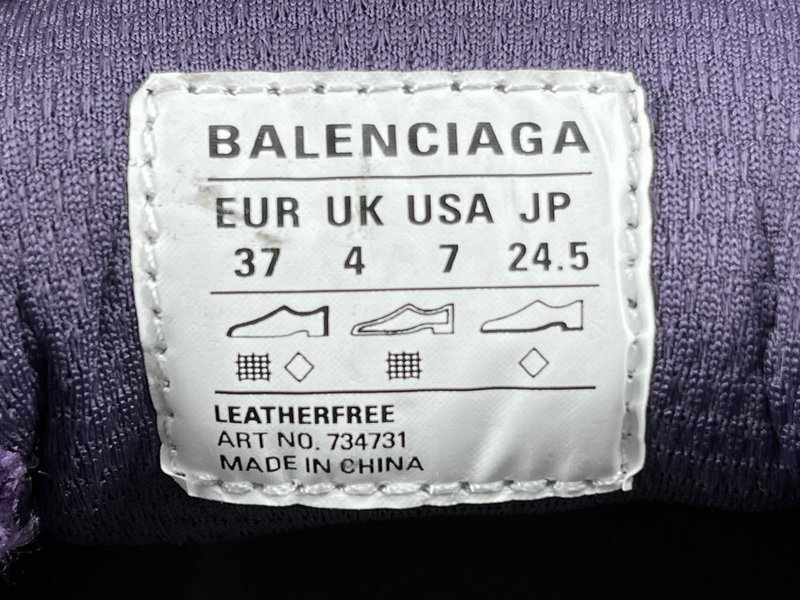 BALENCIAGA
EUR UK USA JP
37 4 7 24.5
LEATHERFREE
ART NO. 734731
MADE IN CHINA